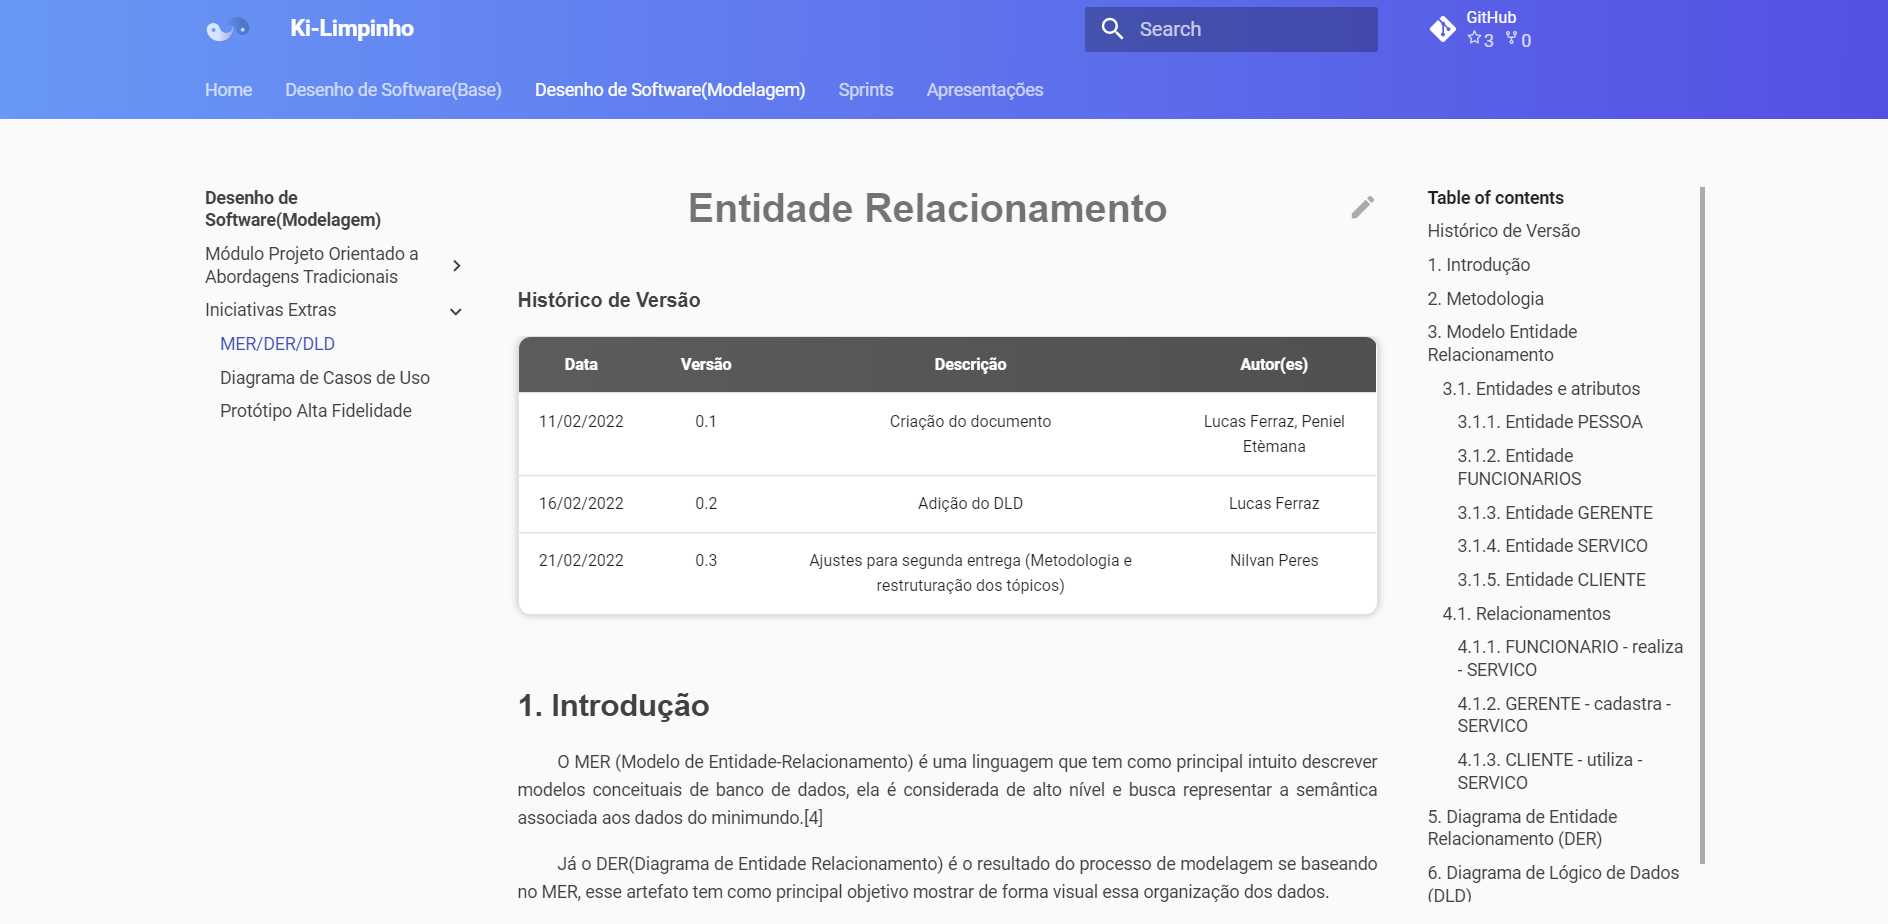 Ki-Limpinho
Search
GitHub
3 0
Home Desenho de Software(Base) Desenho de Software(Modelagem) Sprints Apresentações
Desenho de
Software(Modelagem)
Módulo Projeto Orientado a
Abordagens Tradicionais
Iniciativas Extras
MER/DER/DLD
Diagrama de Casos de Uso
Protótipo Alta Fidelidade
Entidade Relacionamento
Histórico de Versão
Data Versão Descrição Autor(es)
11/02/2022 0.1 Criação do documento Lucas Ferraz, Peniel
Etèmana
16/02/2022 0.2 Adição do DLD Lucas Ferraz
21/02/2022 0.3 Ajustes para segunda entrega (Metodologia e Nilvan Peres
restruturação dos tópicos)
1. Introdução
O MER (Modelo de Entidade-Relacionamento) é uma linguagem que tem como principal intuito descrever
modelos conceituais de banco de dados, ela é considerada de alto nível e busca representar a semântica
associada aos dados do minimundo.[4]
Já o DER(Diagrama de Entidade Relacionamento) é o resultado do processo de modelagem se baseando
no MER, esse artefato tem como principal objetivo mostrar de forma visual essa organização dos dados.
Table of contents
Histórico de Versão
1. Introdução
2. Metodologia
3. Modelo Entidade
Relacionamento
3.1. Entidades e atributos
3.1.1. Entidade PESSOA
3.1.2. Entidade
FUNCIONARIOS
3.1.3. Entidade GERENTE
3.1.4. Entidade SERVICO
3.1.5. Entidade CLIENTE
4.1. Relacionamentos
4.1.1. FUNCIONARIO - realiza
- SERVICO
4.1.2. GERENTE - cadastra -
SERVICO
4.1.3. CLIENTE - utiliza -
SERVICO
5. Diagrama de Entidade
Relacionamento (DER)
6. Diagrama de Lógico de Dados
(DLD)